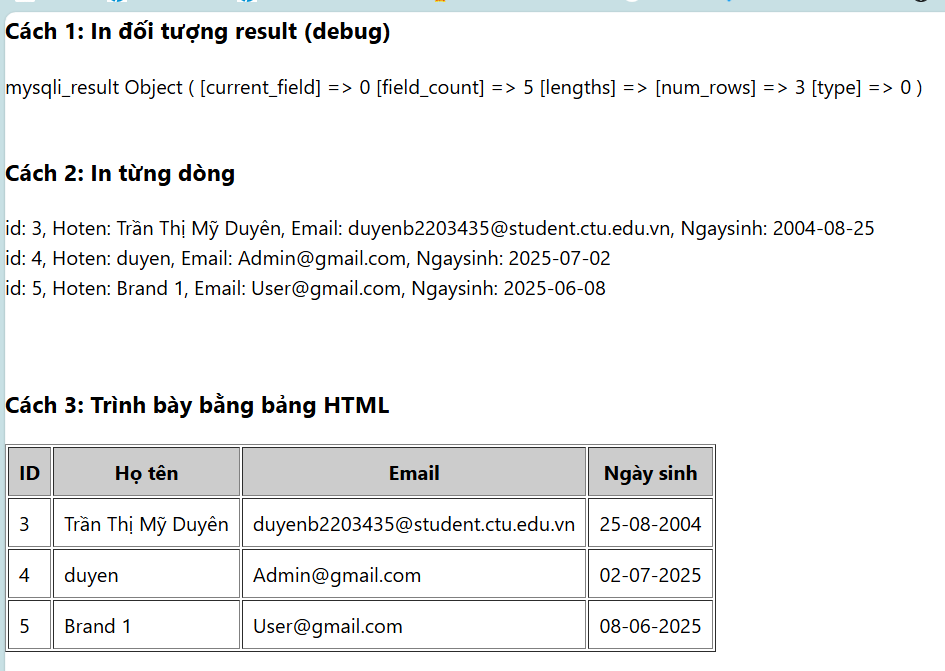 Cách 1: In đối tượng result (debug)
mysqli_result Object ( [current_field] => 0 [field_count] => 5 [lengths] => [num_rows] => 3 [type] => 0 )
Cách 2: In từng dòng
id: 3, Hoten: Trần Thị Mỹ Duyên, Email: duyenb2203435@student.ctu.edu.vn, Ngaysinh: 2004-08-25
id: 4, Hoten: duyen, Email: Admin@gmail.com, Ngaysinh: 2025-07-02
id: 5, Hoten: Brand 1, Email: User@gmail.com, Ngaysinh: 2025-06-08
Cách 3: Trình bày bằng bảng HTML
ID Họ tên Email Ngày sinh
3 Trần Thị Mỹ Duyên duyenb2203435@student.ctu.edu.vn 25-08-2004
4 duyen Admin@gmail.com 02-07-2025
5 Brand 1 User@gmail.com 08-06-2025